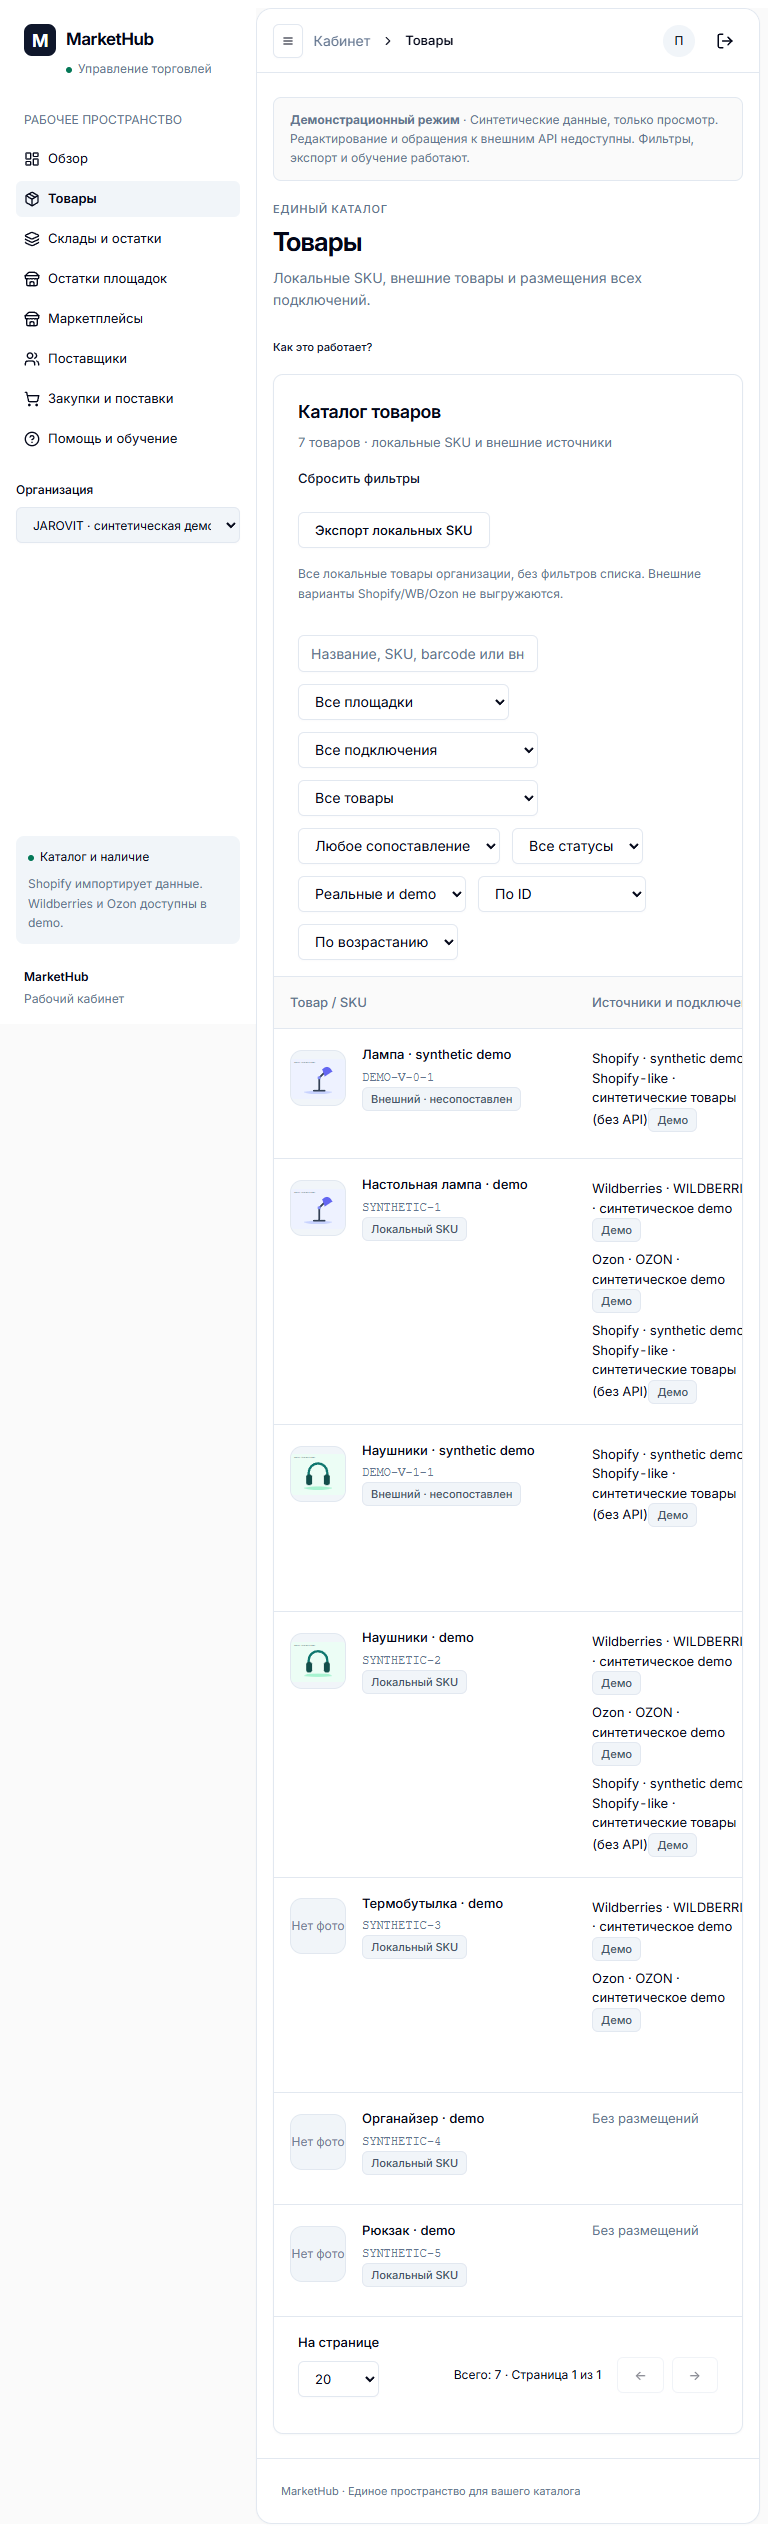 M MarketHub
Управление торговлей
РАБОЧЕЕ ПРОСТРАНСТВО
Обзор
Товары
Склады и остатки
Остатки площадок
Маркетплейсы
Поставщики
Закупки и поставки
Помощь и обучение
Организация
JAROVIT · синтетическая
Каталог и наличие
Shopify импортирует данные.
Wildberries и Ozon доступны в
demo.
MarketHub
Рабочий кабинет
Кабинет > Товары
П
Демонстрационный режим · Синтетические данные, только просмотр.
Редактирование и обращения к внешним API недоступны. Фильтры,
экспорт и обучение работают.
ЕДИНЫЙ КАТАЛОГ
Товары
Локальные SKU, внешние товары и размещения всех
подключений.
Как это работает?
Каталог товаров
7 товаров · локальные SKU и внешние источники
Сбросить фильтры
Экспорт локальных SKU
Все локальные товары организации, без фильтров списка. Внешние
варианты Shopify/WB/Ozon не выгружаются.
Название, SKU, barcode или вн
Все площадки
Все подключения
Все товары
Любое сопоставление
Все статусы
Реальные и demo
По ID
По возрастанию
Товар / SKU
Источники и подключе
Лампа · synthetic demo
DEMO-V-0-1
Внешний · несопоставлен
Shopify · synthetic demo
Shopify-like ·
синтетические товары
(без API) Демо
Настольная лампа · demo
SYNTHETIC-1
Локальный SKU
Wildberries · WILDBERRI
· синтетическое demo
Демо
Ozon · OZON ·
синтетическое demo
Демо
Shopify · synthetic demo
Shopify-like ·
синтетические товары
(без API) Демо
Наушники · synthetic demo
DEMO-V-1-1
Внешний · несопоставлен
Shopify · synthetic demo
Shopify-like ·
синтетические товары
(без API) Демо
Наушники · demo
SYNTHETIC-2
Локальный SKU
Wildberries · WILDBERRI
· синтетическое demo
Демо
Ozon · OZON ·
синтетическое demo
Демо
Shopify · synthetic demo
Shopify-like ·
синтетические товары
(без API) Демо
Нет фото
Термобутылка · demo
SYNTHETIC-3
Локальный SKU
Wildberries · WILDBERRI
· синтетическое demo
Демо
Ozon · OZON ·
синтетическое demo
Демо
Нет фото
Органайзер · demo
SYNTHETIC-4
Локальный SKU
Без размещений
Нет фото
Рюкзак · demo
SYNTHETIC-5
Локальный SKU
Без размещений
На странице
20
Всего: 7 · Страница 1 из 1
← →
MarketHub · Единое пространство для вашего каталога